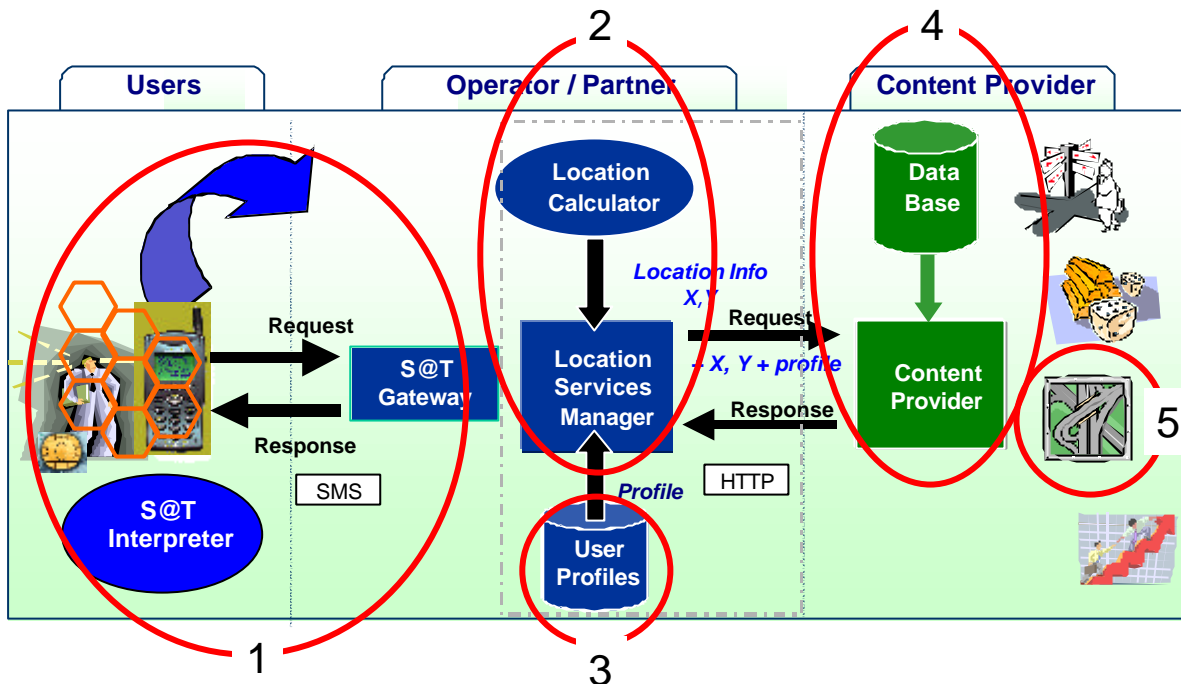 2
4
Users
Operator / Partner
Content Provider
Location
Calculator
Data
Base
Location Info
X,Y
Request
Request
+ X, Y + profile
S@T
Gateway
Location
Services
Manager
Content
Provider
Response
Response
5
SMS
HTTP
Profile
S@T
Interpreter
User
Profiles
1
3